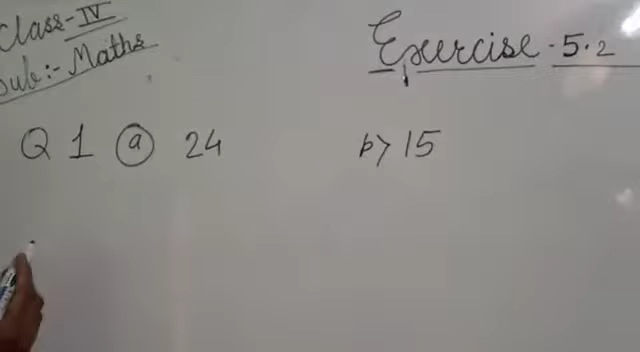 Class-IV
Sub:- Maths
Exercise-5.2
Q 1 (a) 24
b> 15